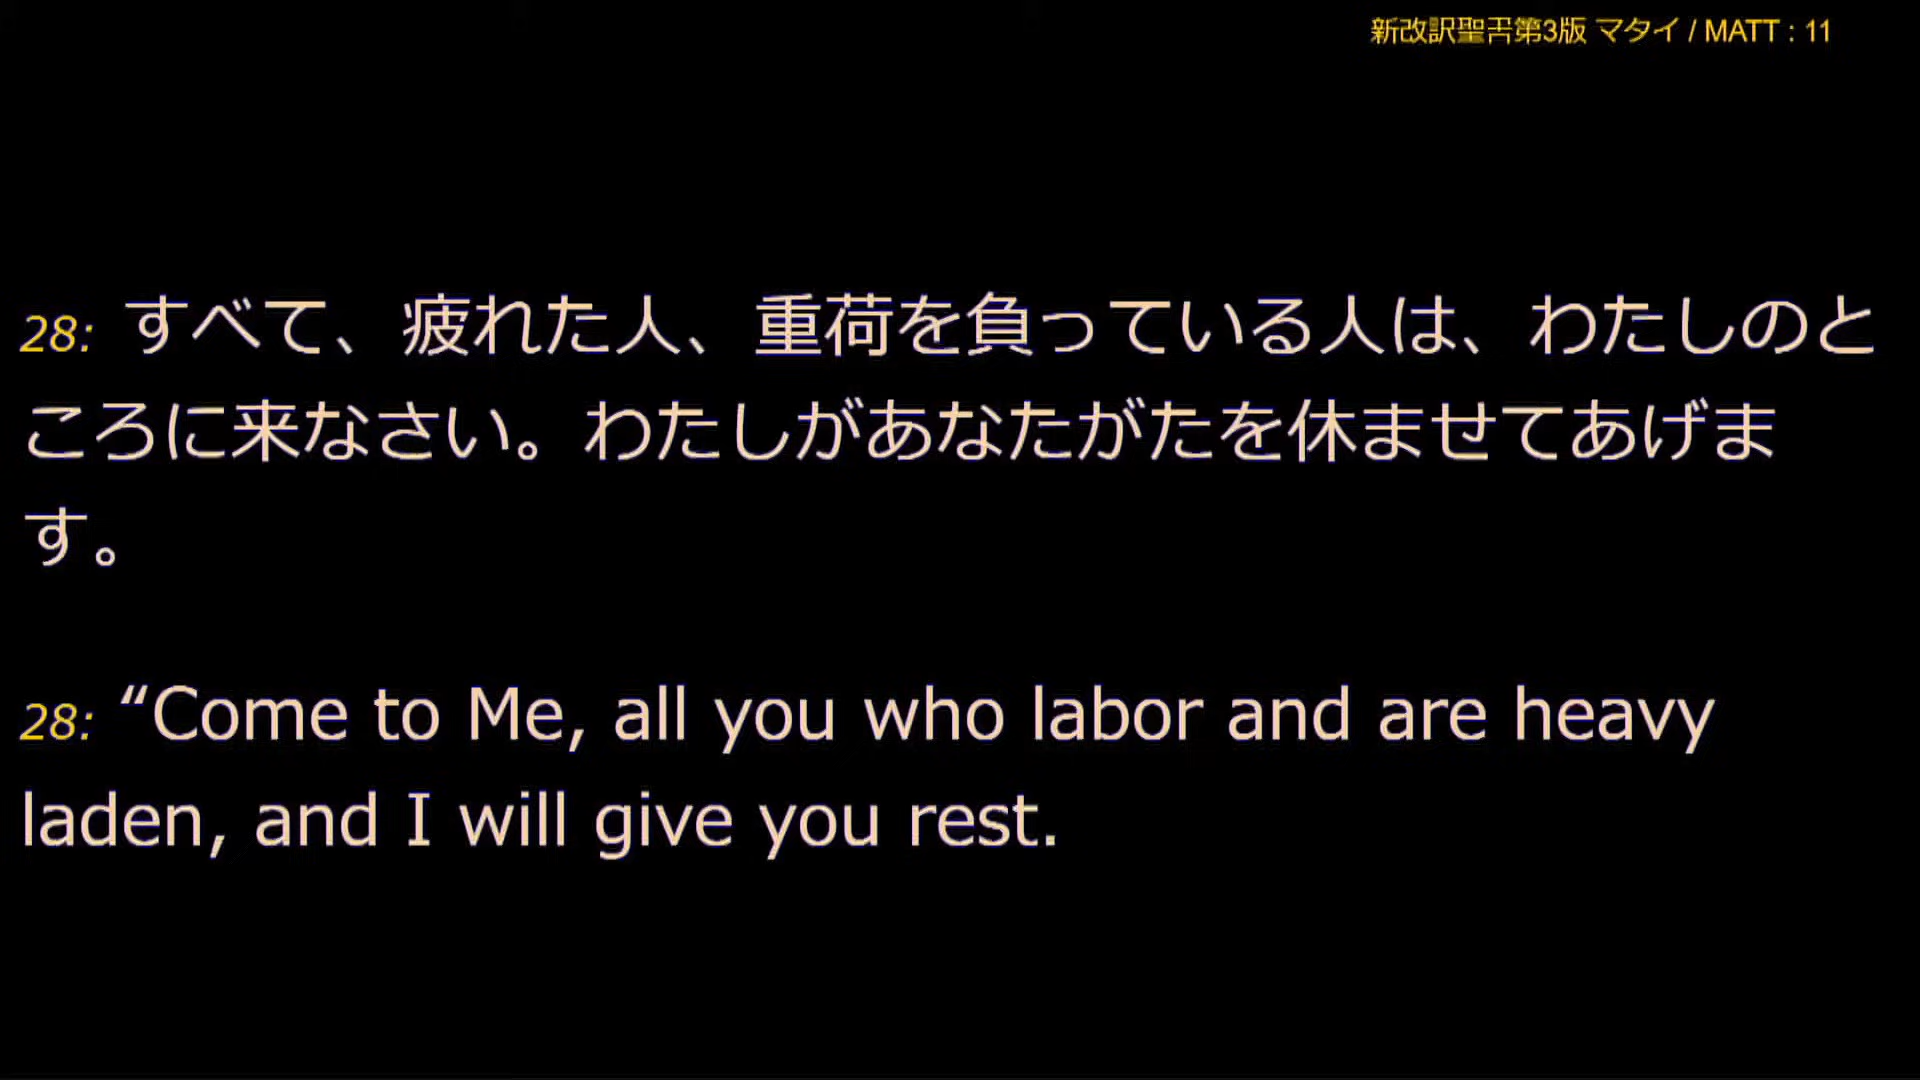 新改訳聖書第3版 マタイ / MATT : 11
28: すべて、疲れた人、重荷を負っている人は、わたしのと
ころに来なさい。わたしがあなたがたを休ませてあげま
す。
28: “Come to Me, all you who labor and are heavy
laden, and I will give you rest.